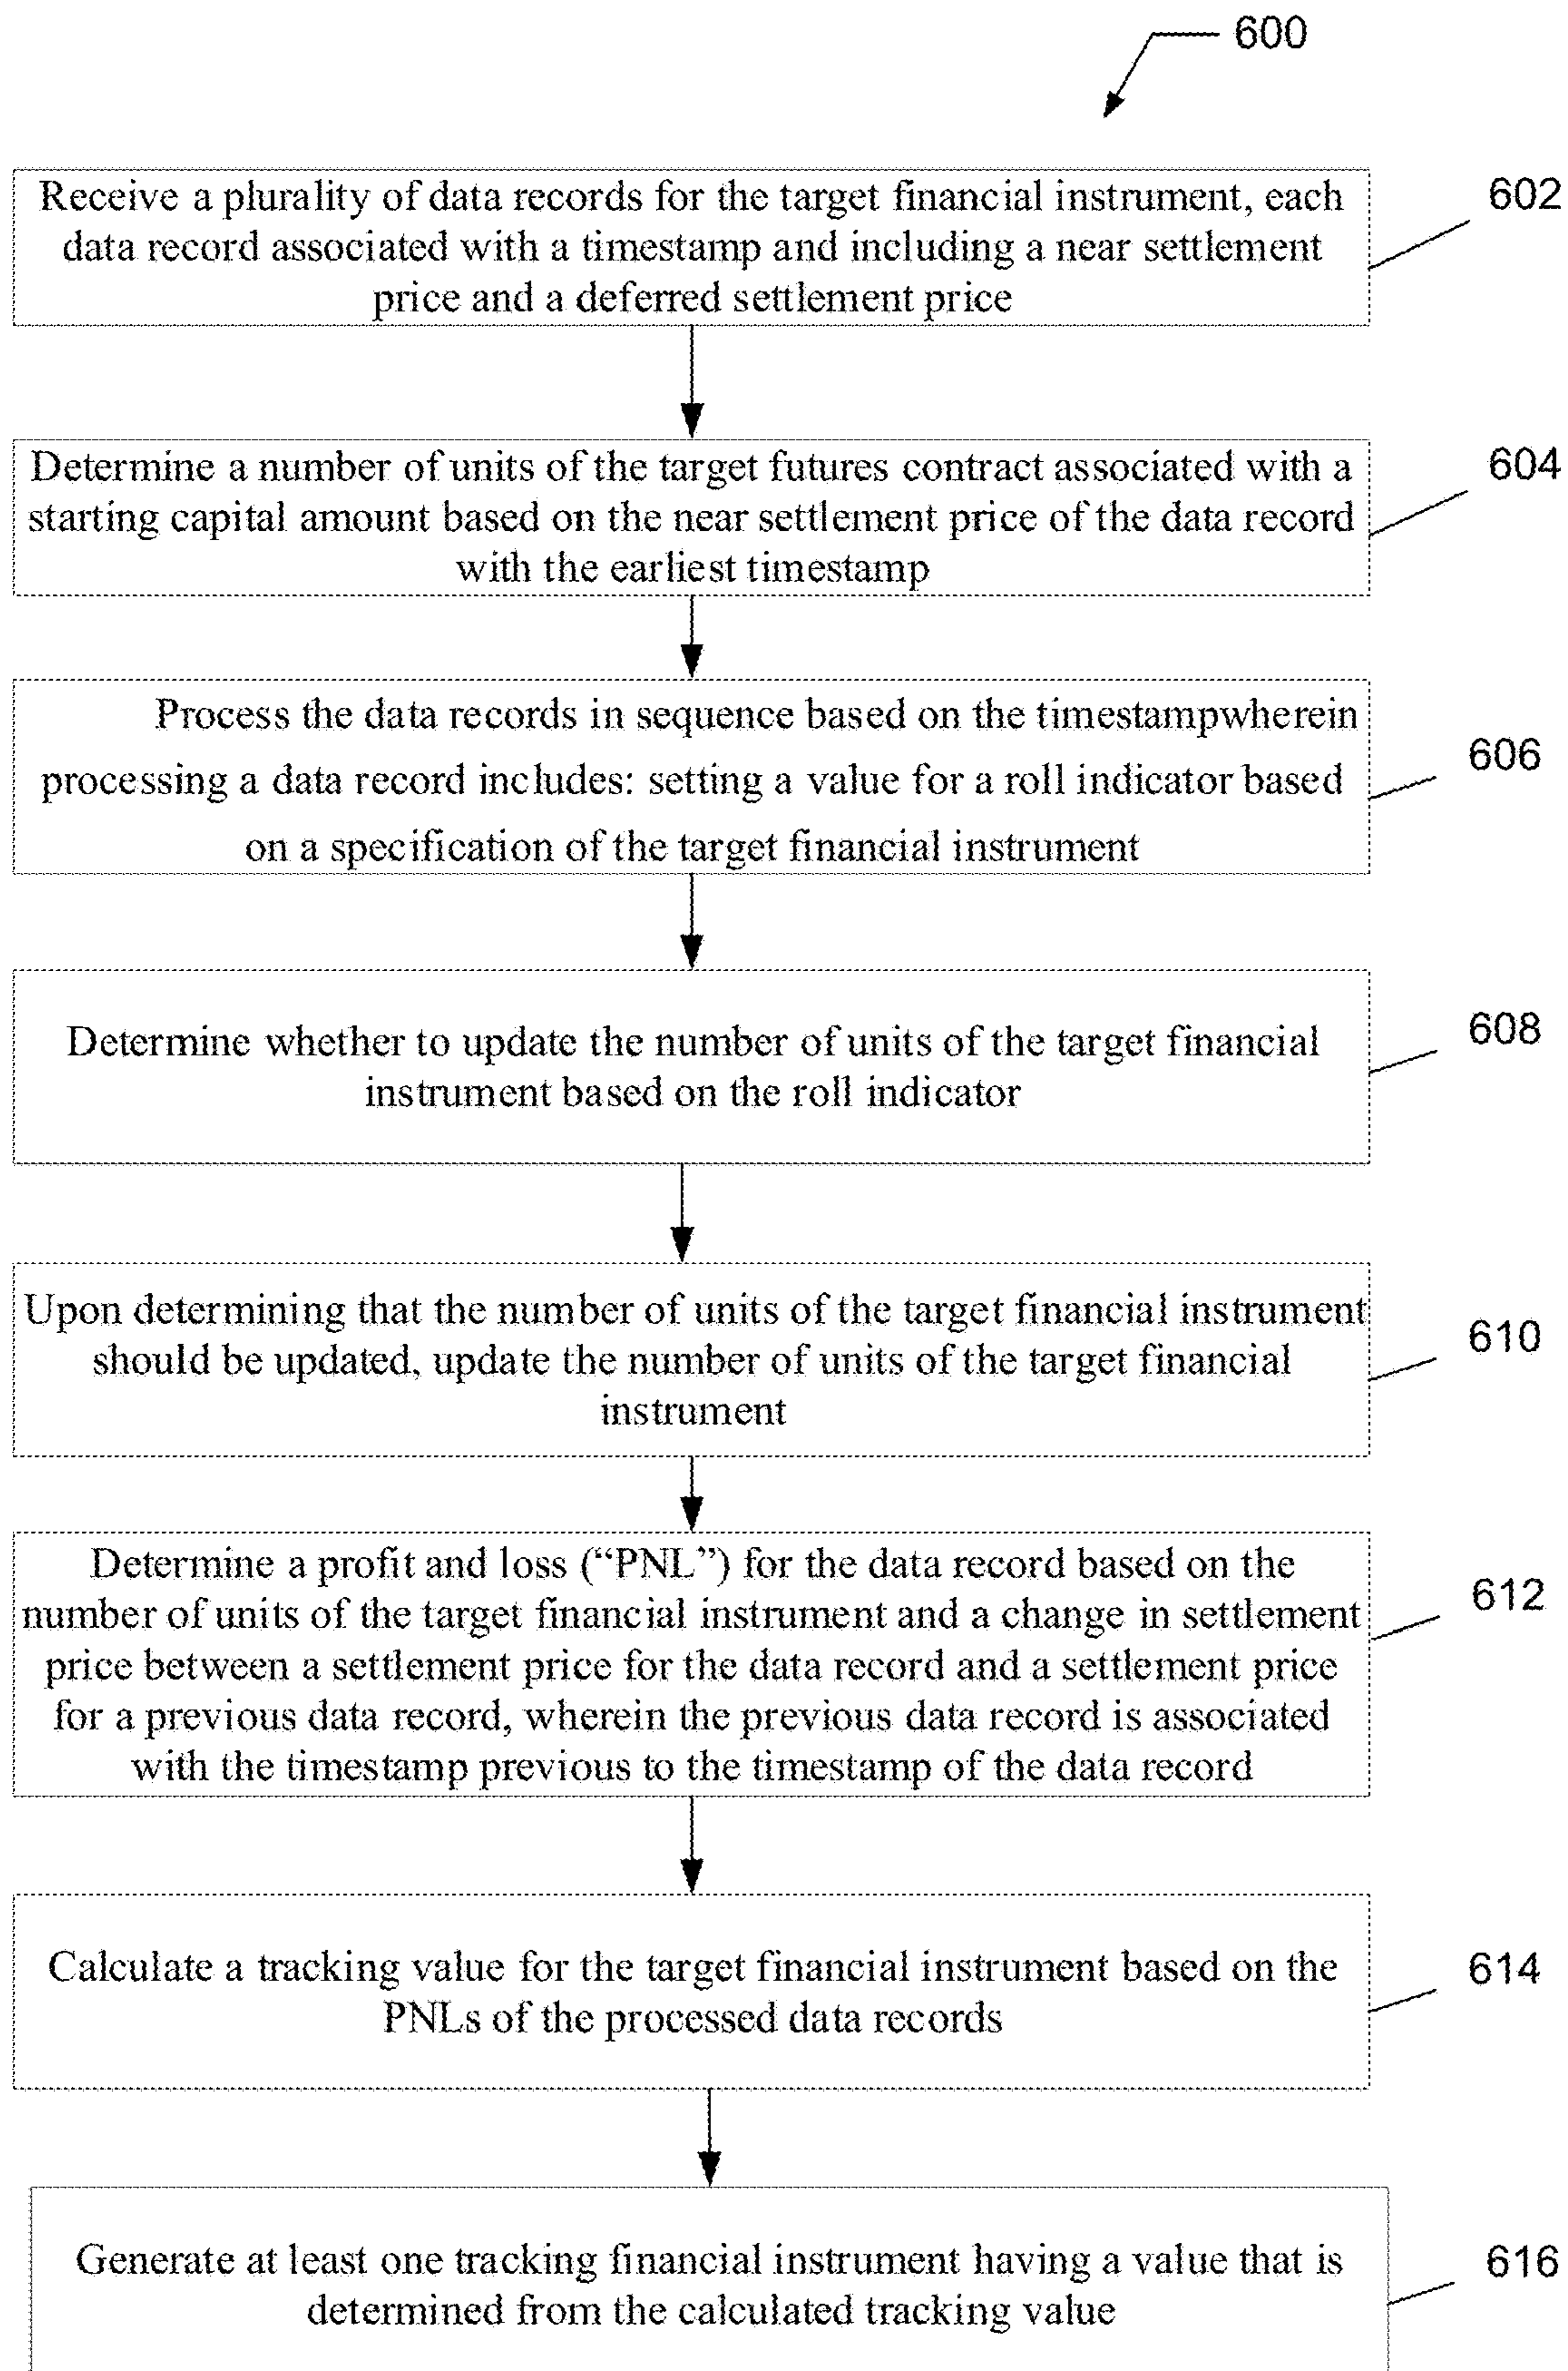 600
Receive a plurality of data records for the target financial instrument, each
data record associated with a timestamp and including a near settlement
price and a deferred settlement price
602
Determine a number of units of the target futures contract associated with a
starting capital amount based on the near settlement price of the data record
with the earliest timestamp
604
Process the data records in sequence based on the timestampwherein
processing a data record includes: setting a value for a roll indicator based
on a specification of the target financial instrument
606
Determine whether to update the number of units of the target financial
instrument based on the roll indicator
608
Upon determining that the number of units of the target financial instrument
should be updated, update the number of units of the target financial
instrument
610
Determine a profit and loss (“PNL”) for the data record based on the
number of units of the target financial instrument and a change in settlement
price between a settlement price for the data record and a settlement price
for a previous data record, wherein the previous data record is associated
with the timestamp previous to the timestamp of the data record
612
Calculate a tracking value for the target financial instrument based on the
PNLs of the processed data records
614
Generate at least one tracking financial instrument having a value that is
determined from the calculated tracking value
616